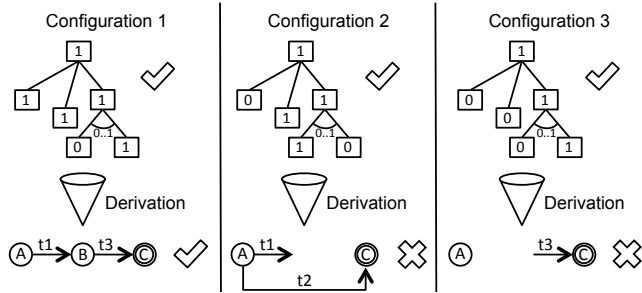 Configuration 1
1
1
1
1
0..1
0
1
Derivation
A
t1
B
t3
C
Configuration 2
1
0
1
1
0..1
1
0
Derivation
A
t1
C
t2
Configuration 3
1
0
0
1
0..1
0
1
Derivation
A
t3
C